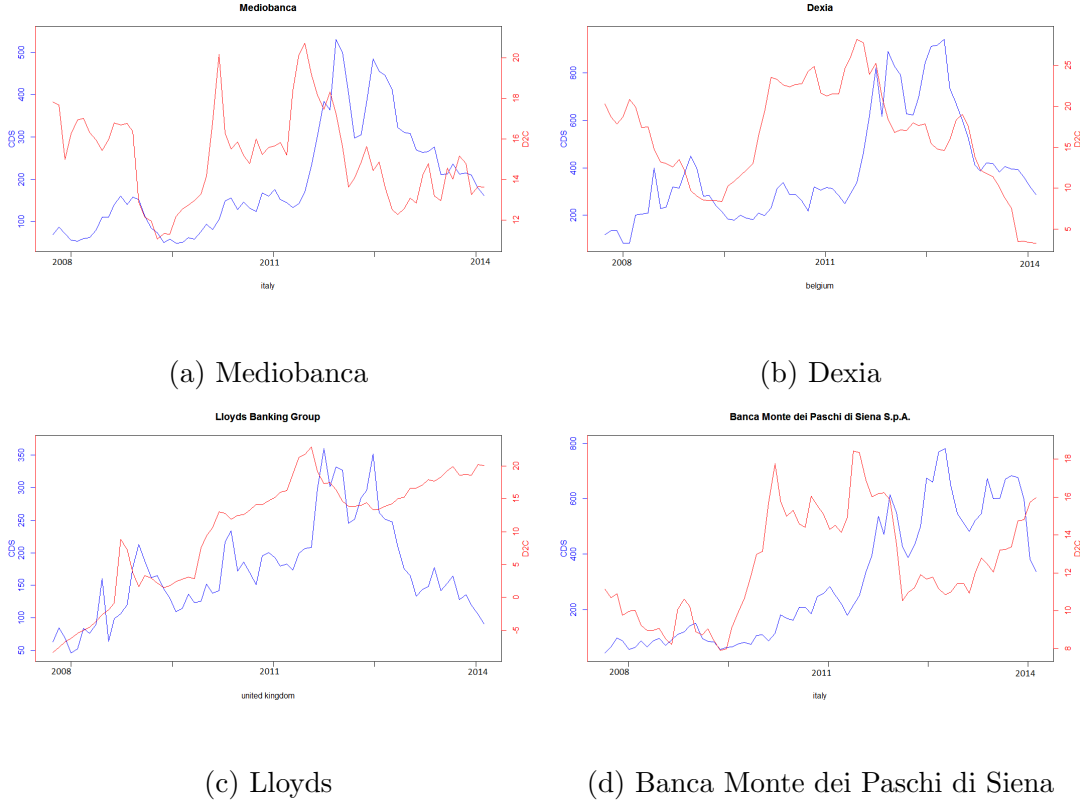 Mediobanca
500
400
300
200
100
CDS
20
18
16
14
12
D2C
2008
2011
2014
italy
(a) Mediobanca
Dexia
800
600
400
200
CDS
25
20
15
10
5
D2C
2008
2011
2014
belgium
(b) Dexia
Lloyds Banking Group
350
300
250
200
150
100
50
CDS
20
15
10
5
0
-5
D2C
2008
2011
2014
united kingdom
(c) Lloyds
Banca Monte dei Paschi di Siena S.p.A.
800
600
400
200
CDS
18
16
14
12
10
8
D2C
2008
2011
2014
italy
(d) Banca Monte dei Paschi di Siena